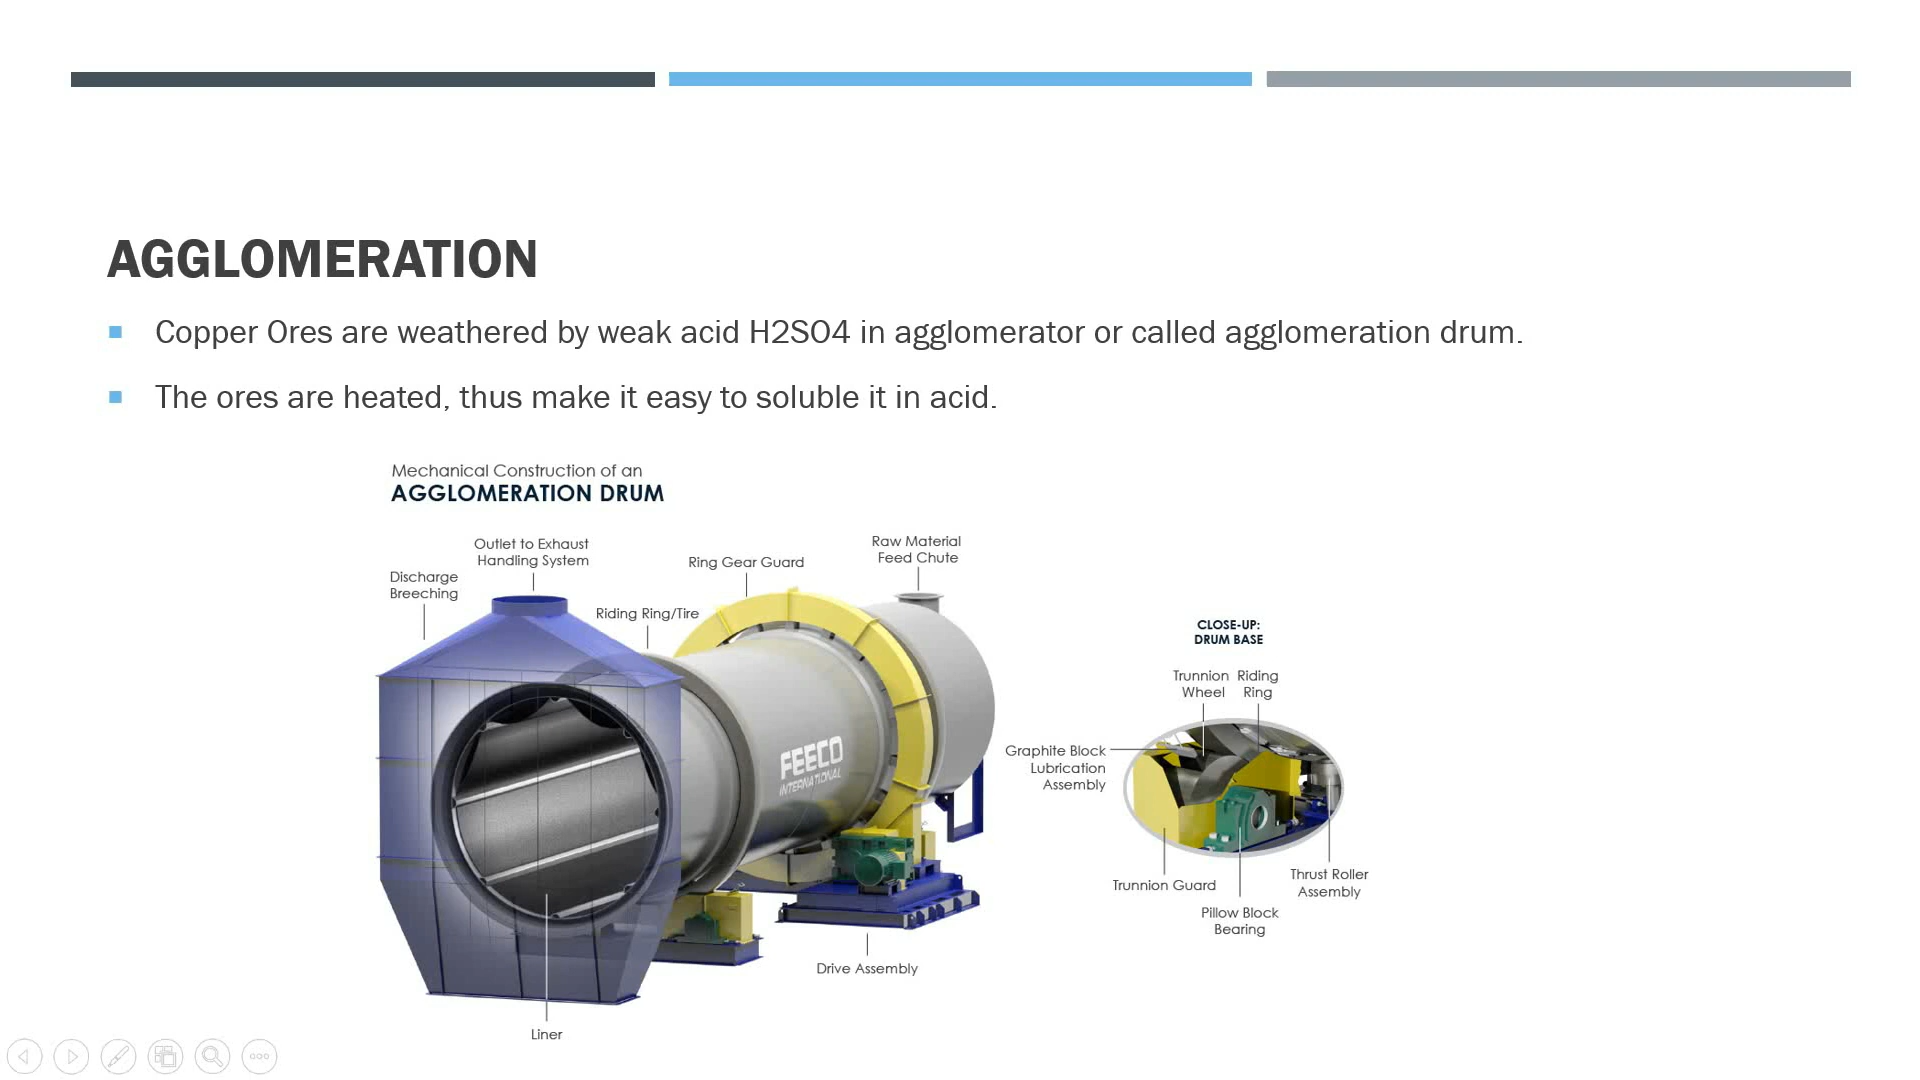 AGGLOMERATION
Copper Ores are weathered by weak acid H2SO4 in agglomerator or called agglomeration drum.
The ores are heated, thus make it easy to soluble it in acid.
Mechanical Construction of an
AGGLOMERATION DRUM
Outlet to Exhaust
Handling System
Discharge
Breeching
Riding Ring/Tire
Ring Gear Guard
Raw Material
Feed Chute
FEECO
INTERNATIONAL
Drive Assembly
Liner
CLOSE-UP:
DRUM BASE
Trunnion
Wheel
Riding
Ring
Graphite Block
Lubrication
Assembly
Trunnion Guard
Pillow Block
Bearing
Thrust Roller
Assembly